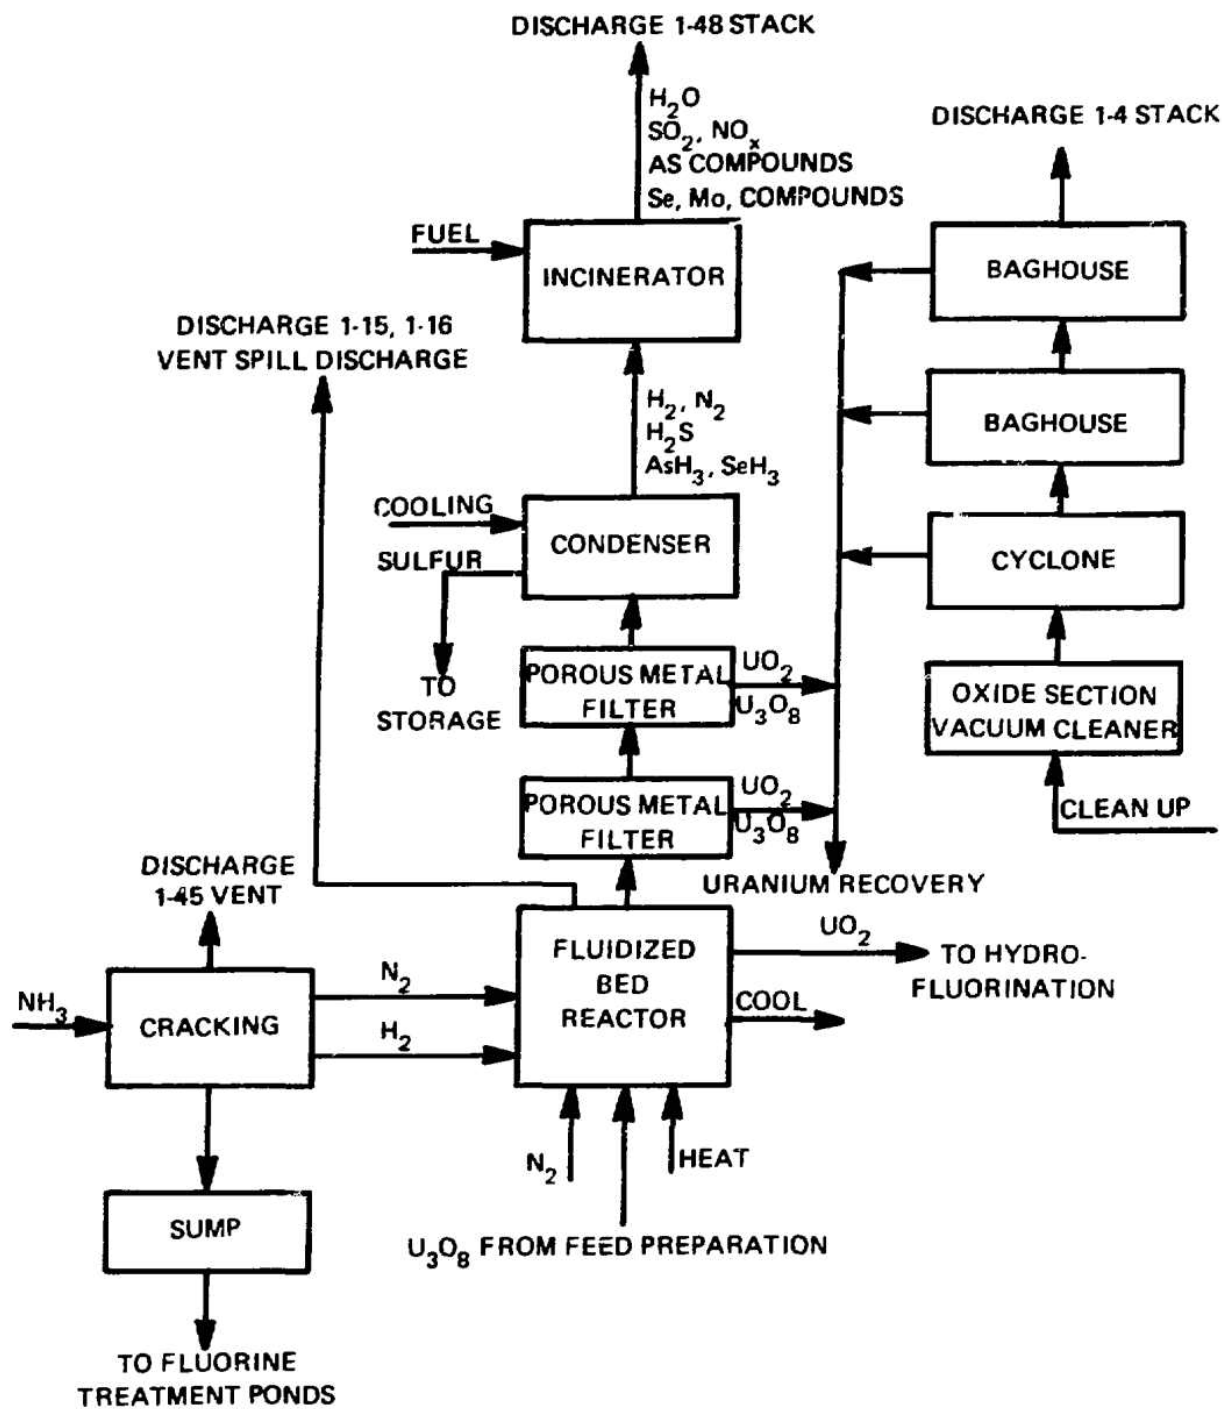 DISCHARGE 1-48 STACK
H₂O
SO₂, NOₓ
AS COMPOUNDS
Se, Mo, COMPOUNDS
DISCHARGE 1-4 STACK
FUEL
INCINERATOR
BAGHOUSE
DISCHARGE 1-15, 1-16
VENT SPILL DISCHARGE
H₂, N₂
H₂S
AsH₃, SeH₃
BAGHOUSE
COOLING
CONDENSER
SULFUR
CYCLONE
TO
STORAGE
POROUS METAL
FILTER
UO₂
U₃O₈
OXIDE SECTION
VACUUM CLEANER
POROUS METAL
FILTER
UO₂
U₃O₈
CLEAN UP
DISCHARGE
1-45 VENT
URANIUM RECOVERY
NH₃
CRACKING
N₂
H₂
FLUIDIZED
BED
REACTOR
UO₂
TO HYDRO-
FLUORINATION
COOL
N₂
HEAT
SUMP
U₃O₈ FROM FEED PREPARATION
TO FLUORINE
TREATMENT PONDS